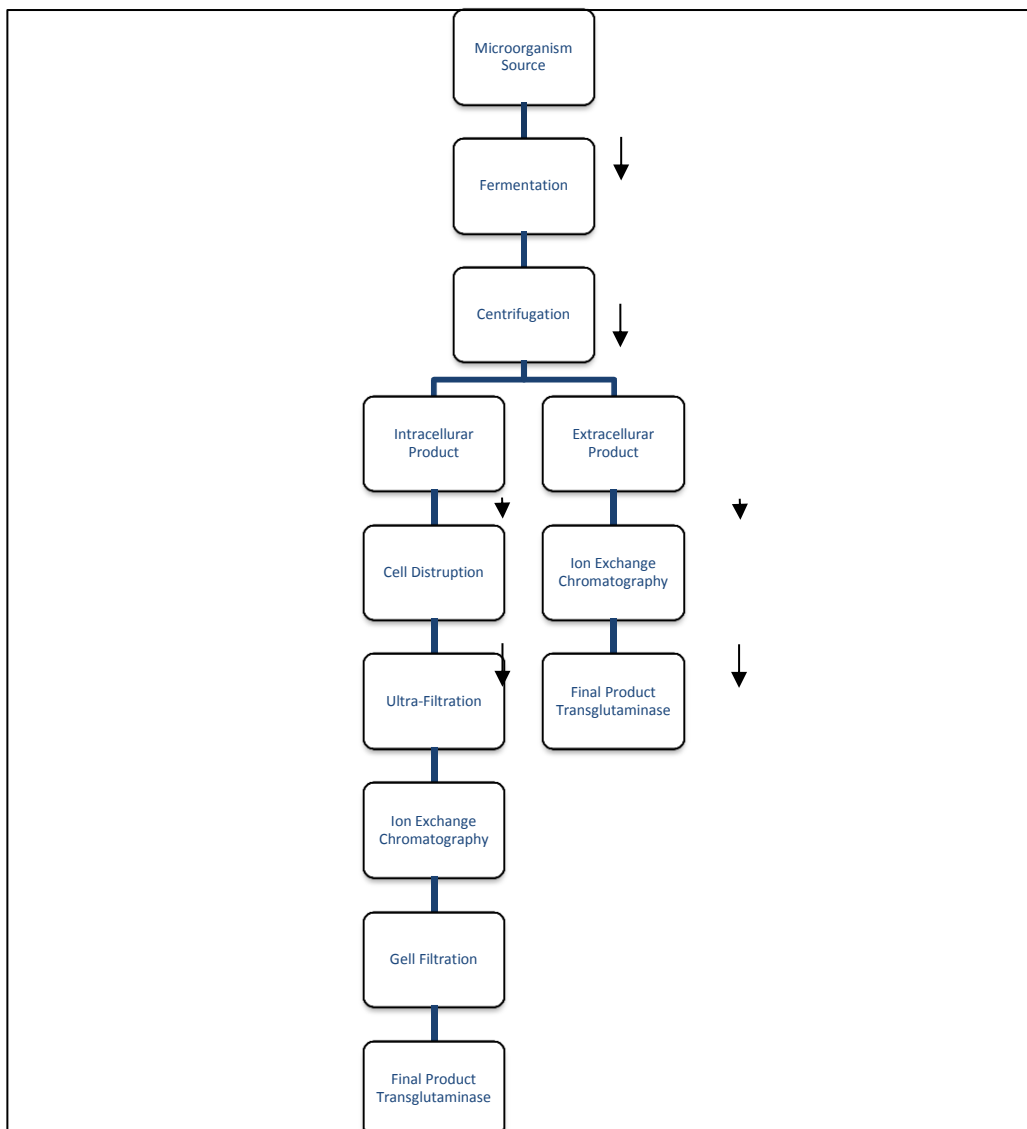 Microorganism
Source
Fermentation
Centrifugation
Intracellurar
Product
Extracellurar
Product
Cell Distruption
Ion Exchange
Chromatography
Ultra-Filtration
Final Product
Transglutaminase
Ion Exchange
Chromatography
Gell Filtration
Final Product
Transglutaminase